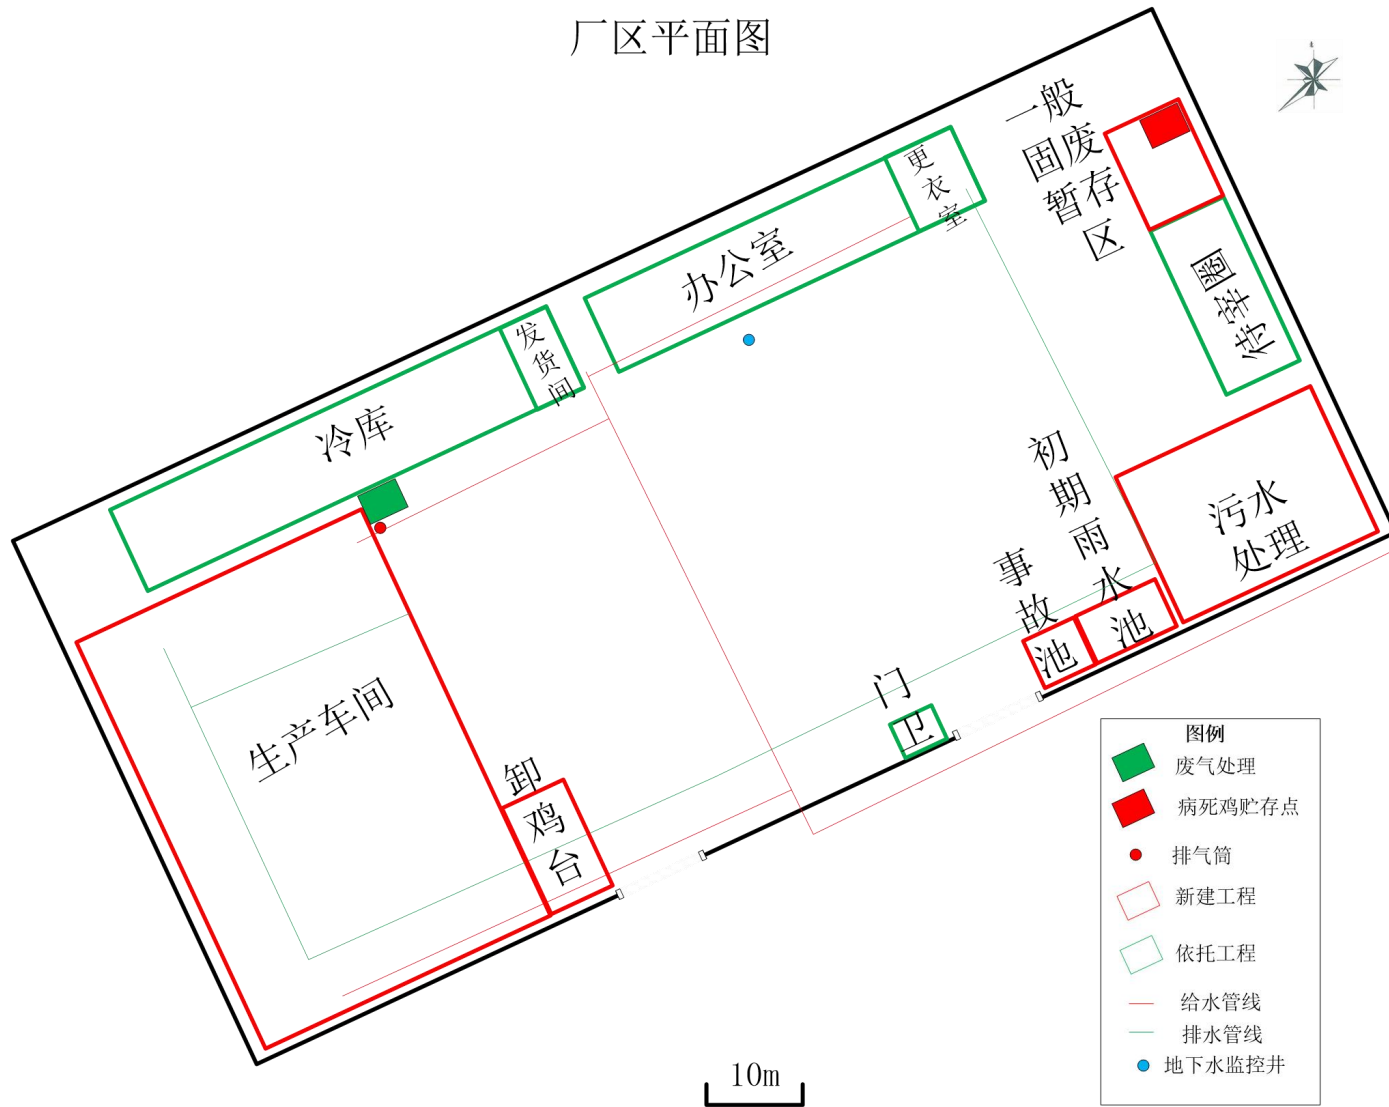 厂区平面图
一般
固废
暂存
区
更衣室
办公室
待宰圈
发货间
冷库
初期雨水池
污水
处理
事故池
门卫
生产车间
卸鸡台
图例
废气处理
病死鸡贮存点
排气筒
新建工程
依托工程
给水管线
排水管线
地下水监控井
10m